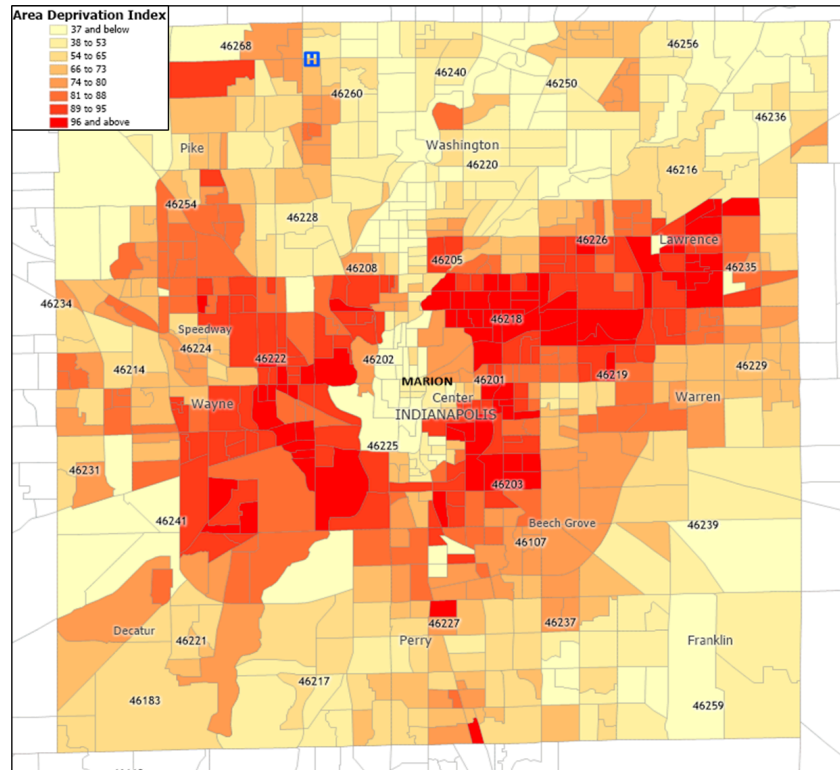 Area Deprivation Index
37 and below
38 to 53
54 to 65
66 to 73
74 to 80
81 to 88
89 to 95
96 and above
46268
H
46240
46256
46250
46260
46236
Pike
Washington
46220
46216
46254
46228
46226
Lawrence
46205
46208
46235
46234
46218
Speedway
46224
46222
46202
46214
46229
46219
MARION
46201
Center
Warren
Wayne
INDIANAPOLIS
46225
46231
46203
46241
Beech Grove
46239
46107
46227
46237
Decatur
46221
Perry
Franklin
46217
46183
46259